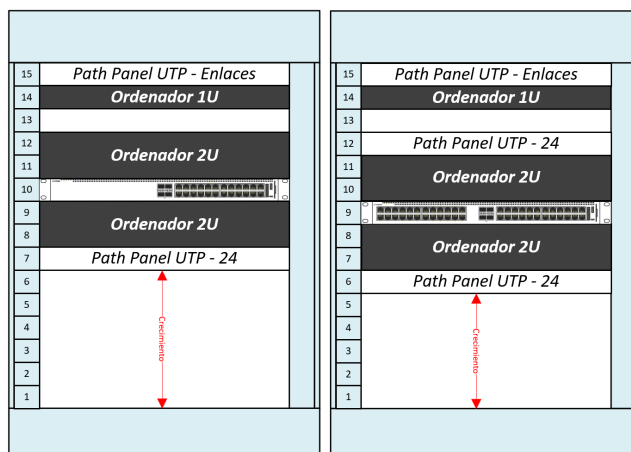 15 Path Panel UTP - Enlaces
14 Ordenador 1U
13
12
Ordenador 2U
11
10
9
Ordenador 2U
8
7 Path Panel UTP - 24
6
5
4
Crecimiento
3
2
1
15 Path Panel UTP - Enlaces
14 Ordenador 1U
13
12 Path Panel UTP - 24
11
Ordenador 2U
10
9
8
Ordenador 2U
7
6 Path Panel UTP - 24
5
4
Crecimiento
3
2
1